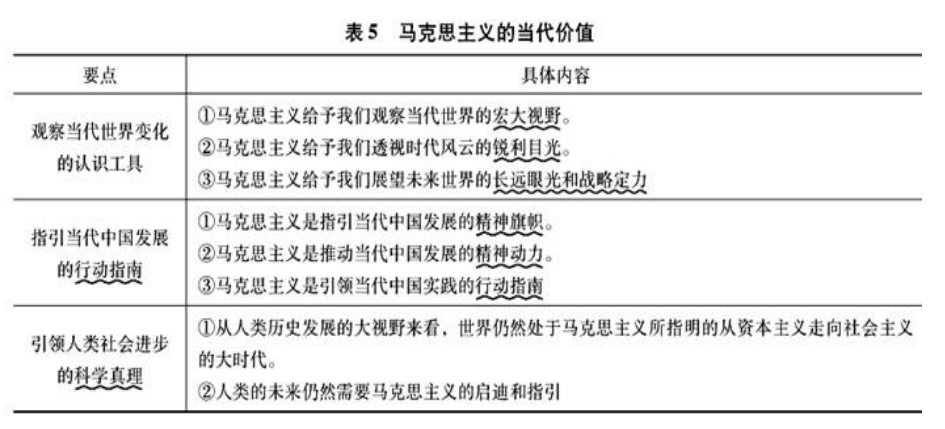 表 5 马克思主义的当代价值
要点
具体内容
观察当代世界变化
的认识工具
①马克思主义给予我们观察当代世界的宏大视野。
②马克思主义给予我们透视时代风云的锐利目光。
③马克思主义给予我们展望未来世界的长远眼光和战略定力
指引当代中国发展
的行动指南
①马克思主义是指引当代中国发展的精神旗帜。
②马克思主义是推动当代中国发展的精神动力。
③马克思主义是引领当代中国实践的行动指南
引领人类社会进步
的科学真理
①从人类历史发展的大视野来看，世界仍然处于马克思主义所指明的从资本主义走向社会主义
的大时代。
②人类的未来仍然需要马克思主义的启迪和指引